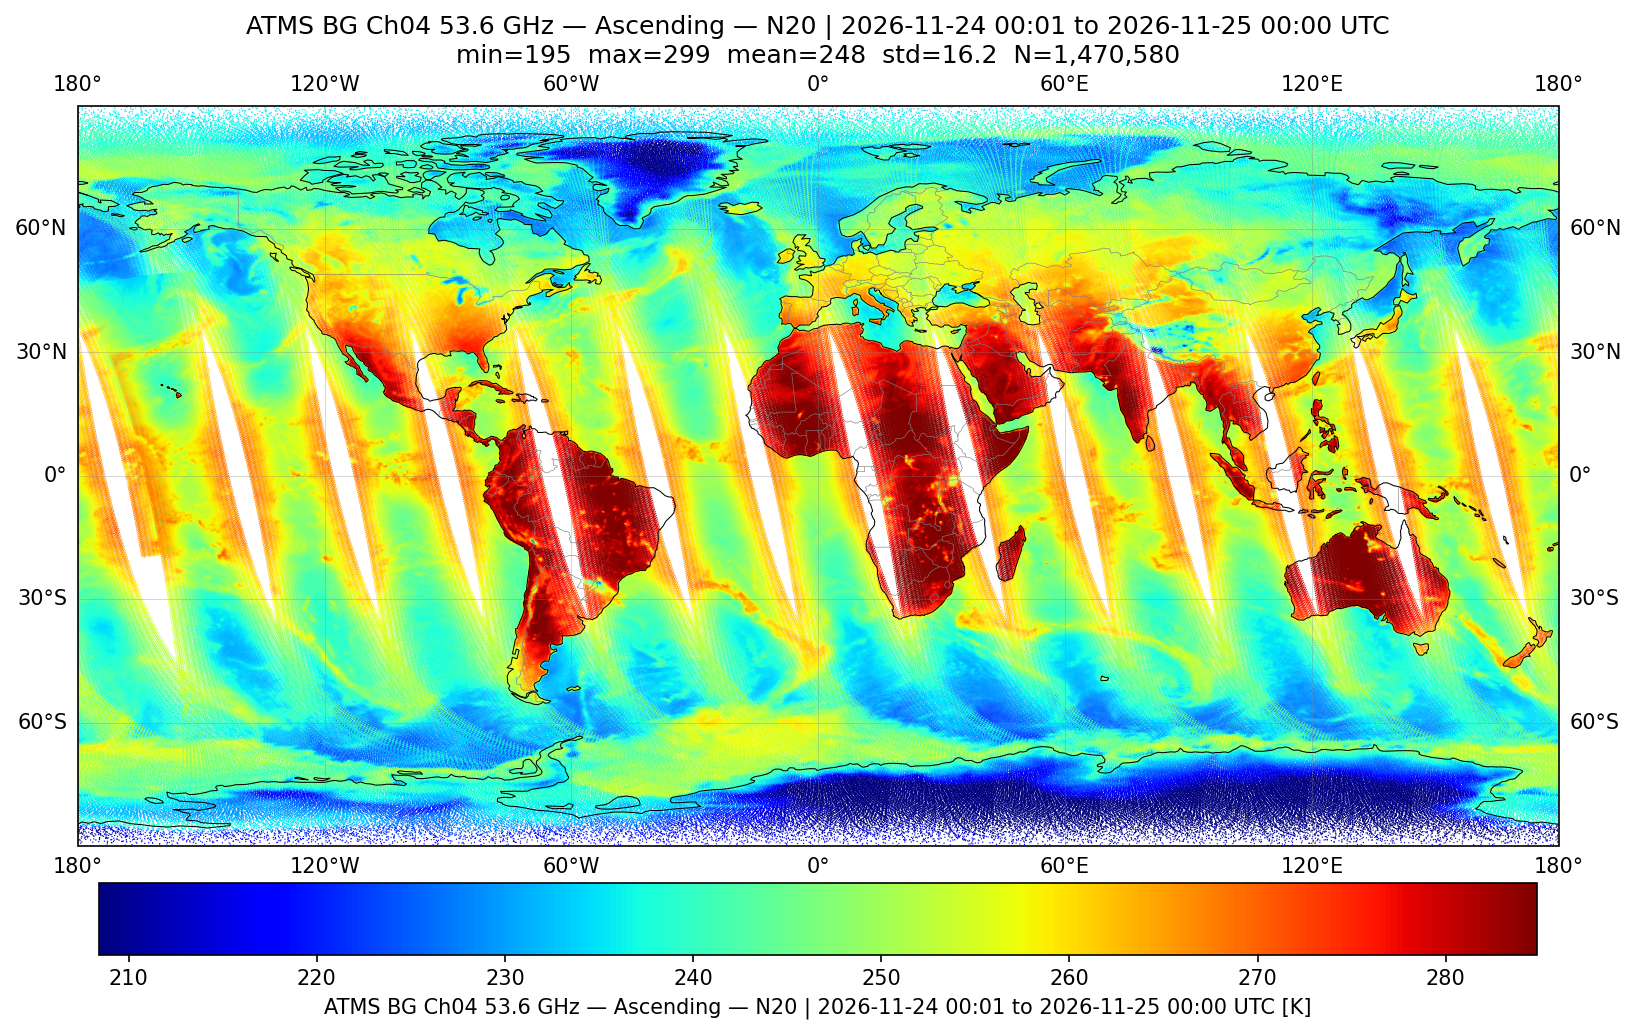 ATMS BG Ch04 53.6 GHz — Ascending — N20 | 2026-11-24 00:01 to 2026-11-25 00:00 UTC
min=195  max=299  mean=248  std=16.2  N=1,470,580
180° 120°W 60°W 0° 60°E 120°E 180°
60°N 60°N
30°N 30°N
0° 0°
30°S 30°S
60°S 60°S
180° 120°W 60°W 0° 60°E 120°E 180°
210 220 230 240 250 260 270 280
ATMS BG Ch04 53.6 GHz — Ascending — N20 | 2026-11-24 00:01 to 2026-11-25 00:00 UTC [K]